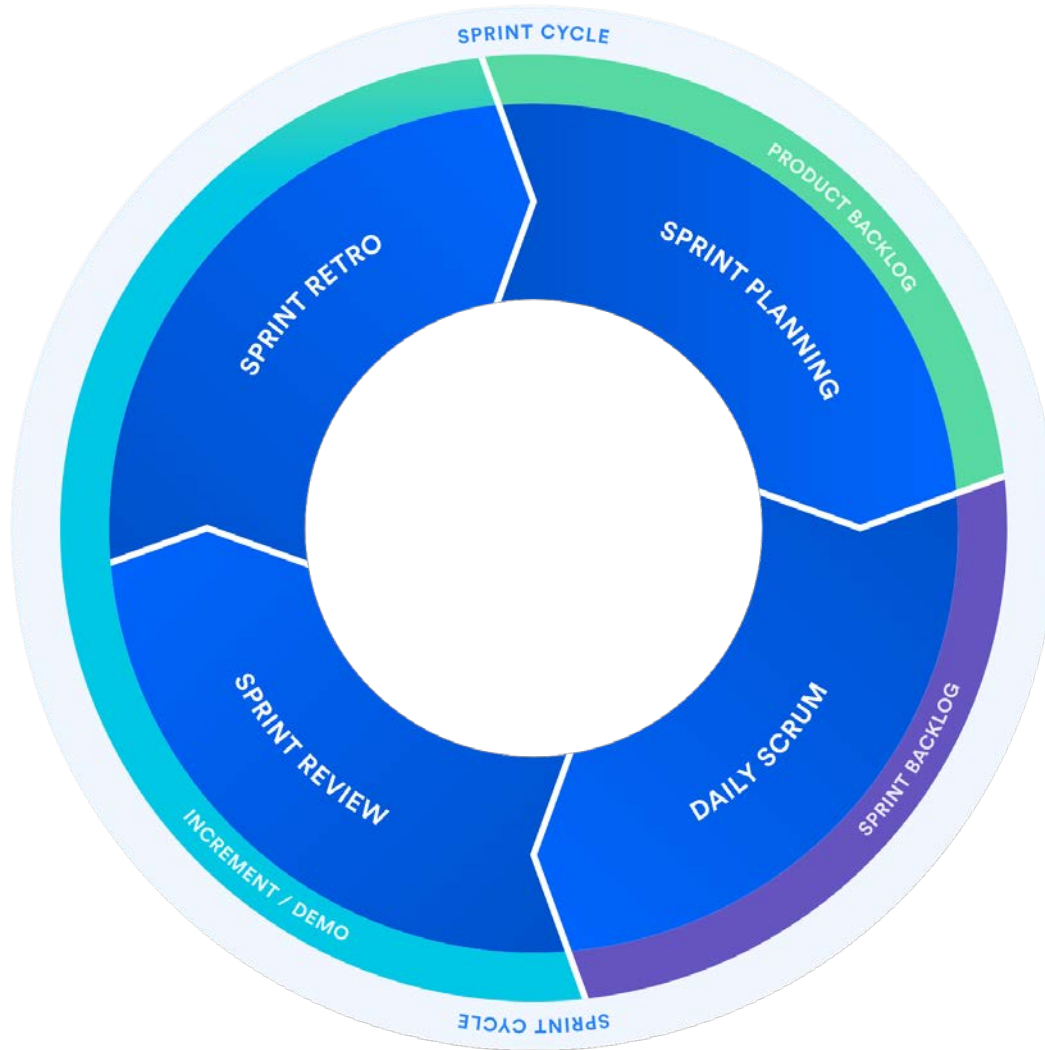 SPRINT CYCLE
PRODUCT BACKLOG
SPRINT PLANNING
SPRINT RETRO
DAILY SCRUM
SPRINT BACKLOG
SPRINT REVIEW
INCREMENT / DEMO
SPRINT CYCLE